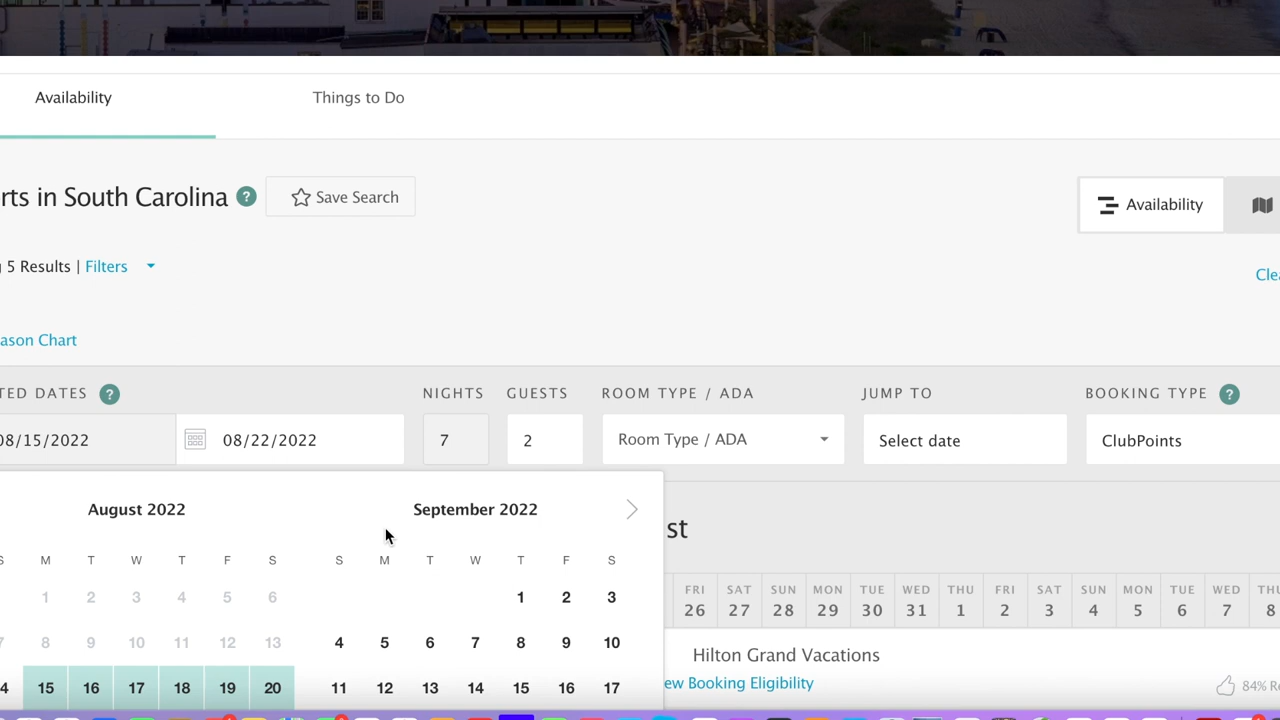 Availability
Things to Do
rts in South Carolina ? Save Search
Availability
5 Results | Filters
Clea
ason Chart
TED DATES ? NIGHTS GUESTS ROOM TYPE / ADA JUMP TO BOOKING TYPE ?
08/15/2022 08/22/2022 7 2 Room Type / ADA Select date ClubPoints
August 2022 September 2022
st
S M T W T F S S M T W T F S
FRI SAT SUN MON TUE WED THU FRI SAT SUN MON TUE WED THU
26 27 28 29 30 31 1 2 3 4 5 6 7 8
1 2 3 4 5 6 1 2 3
7 8 9 10 11 12 13 4 5 6 7 8 9 10
Hilton Grand Vacations
ew Booking Eligibility
84% Re
4 15 16 17 18 19 20 11 12 13 14 15 16 17